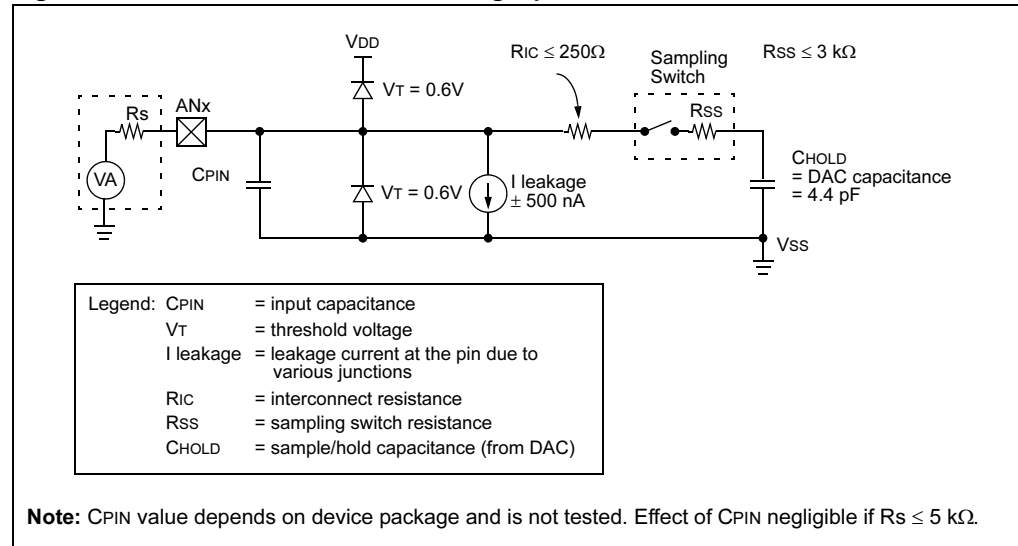 VDD
RIC ≤ 250Ω
Sampling
Switch
RSS ≤ 3 kΩ
VT = 0.6V
Rs
ANx
RSS
VA
CPIN
VT = 0.6V
I leakage
± 500 nA
CHOLD
= DAC capacitance
= 4.4 pF
VSS
Legend: CPIN = input capacitance
VT = threshold voltage
I leakage = leakage current at the pin due to
various junctions
RIC = interconnect resistance
RSS = sampling switch resistance
CHOLD = sample/hold capacitance (from DAC)
Note: CPIN value depends on device package and is not tested. Effect of CPIN negligible if Rs ≤ 5 kΩ.